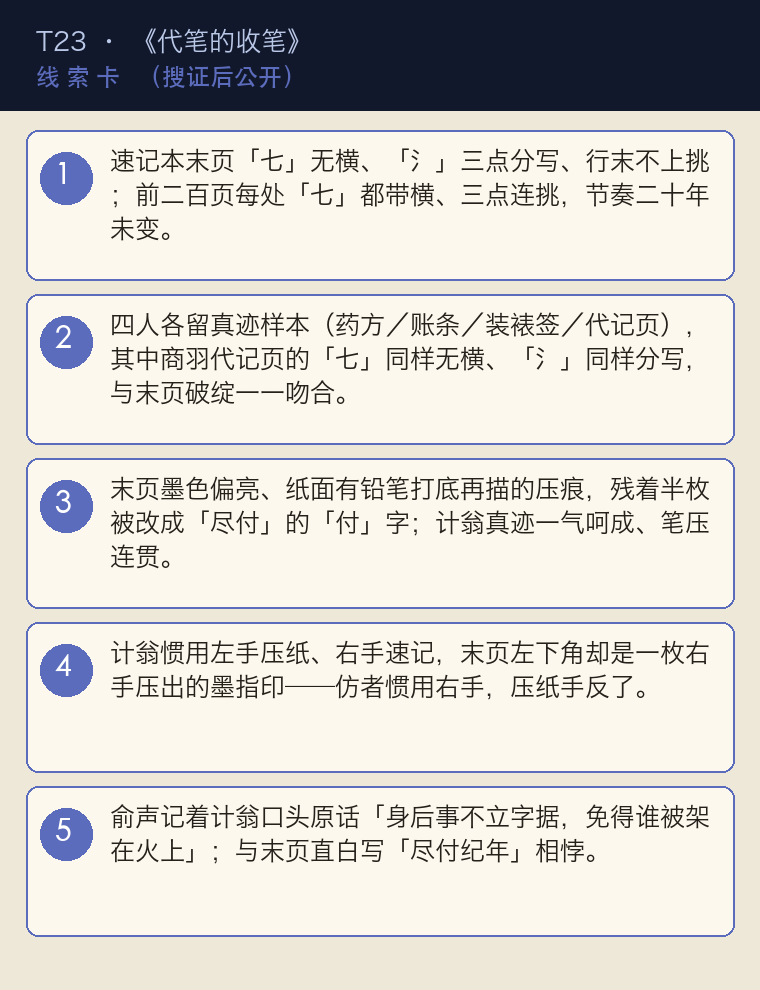 T23 · 《代笔的收笔》
线索卡 （搜证后公开）
1
速记本末页「七」无横、「氵」三点分写、行末不上挑
；前二百页每处「七」都带横、三点连挑，节奏二十年
未变。
2
四人各留真迹样本（药方／账条／装裱签／代记页），
其中商羽代记页的「七」同样无横、「氵」同样分写，
与末页破绽一一吻合。
3
末页墨色偏亮、纸面有铅笔打底再描的压痕，残着半枚
被改成「尽付」的「付」字；计翁真迹一气呵成、笔压
连贯。
4
计翁惯用左手压纸、右手速记，末页左下角却是一枚右
手压出的墨指印——仿者惯用右手，压纸手反了。
5
俞声记着计翁口头原话「身后事不立字据，免得谁被架
在火上」；与末页直白写「尽付纪年」相悖。